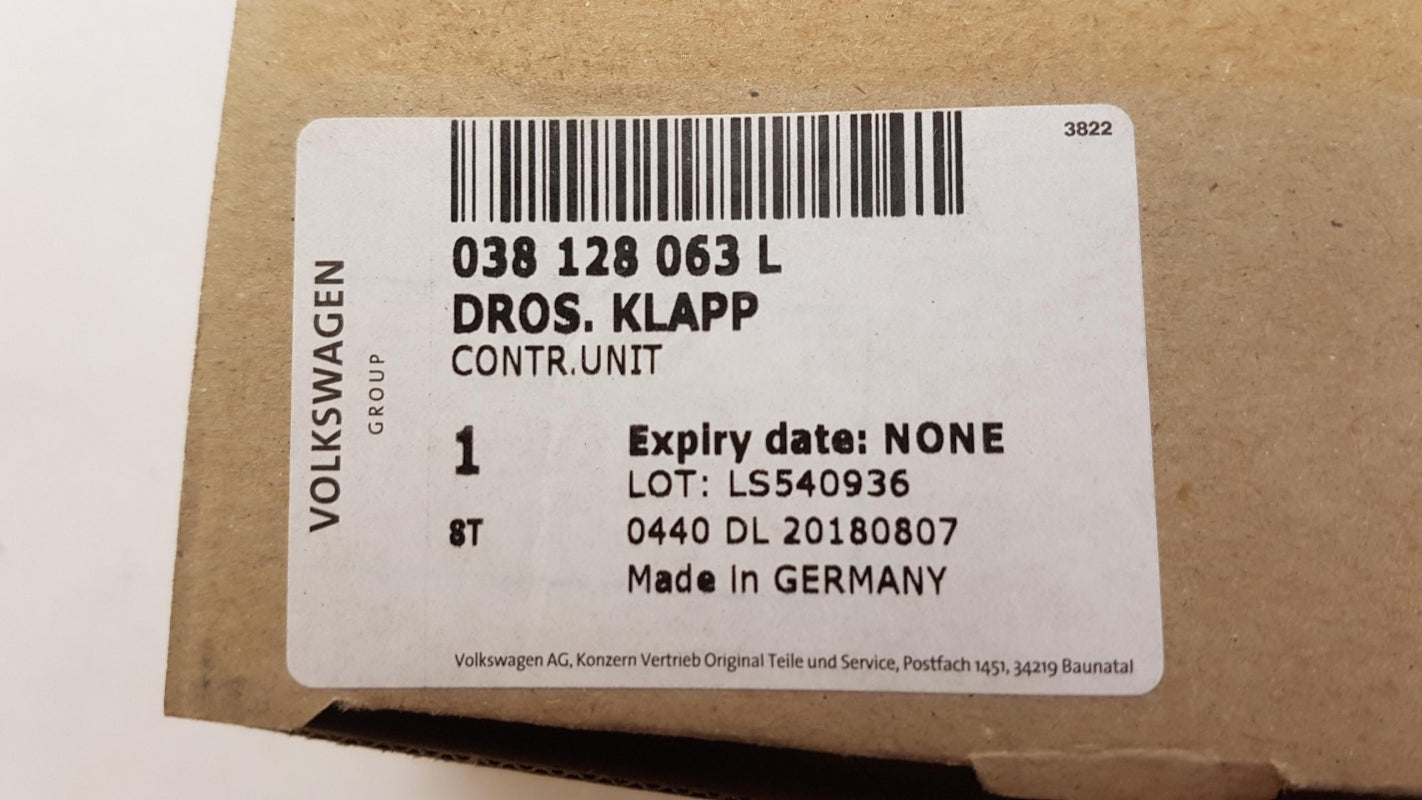 3822
038 128 063 L
DROS. KLAPP
CONTR.UNIT
VOLKSWAGEN
GROUP
1
Expiry date: NONE
LOT: LS540936
8T
0440 DL 20180807
Made in GERMANY
Volkswagen AG, Konzern Vertrieb Original Teile und Service, Postfach 1451, 34219 Baunatal